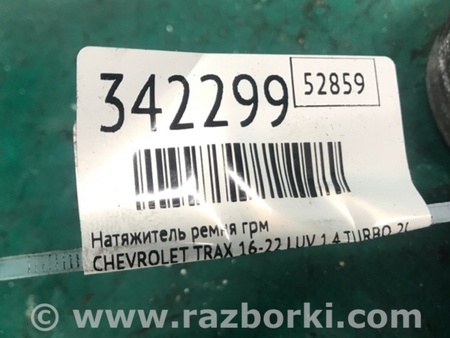 342299
52859
Натяжитель ремня грм
CHEVROLET TRAX 16-22 LUV 1.4 TURBO
www.razborki.com